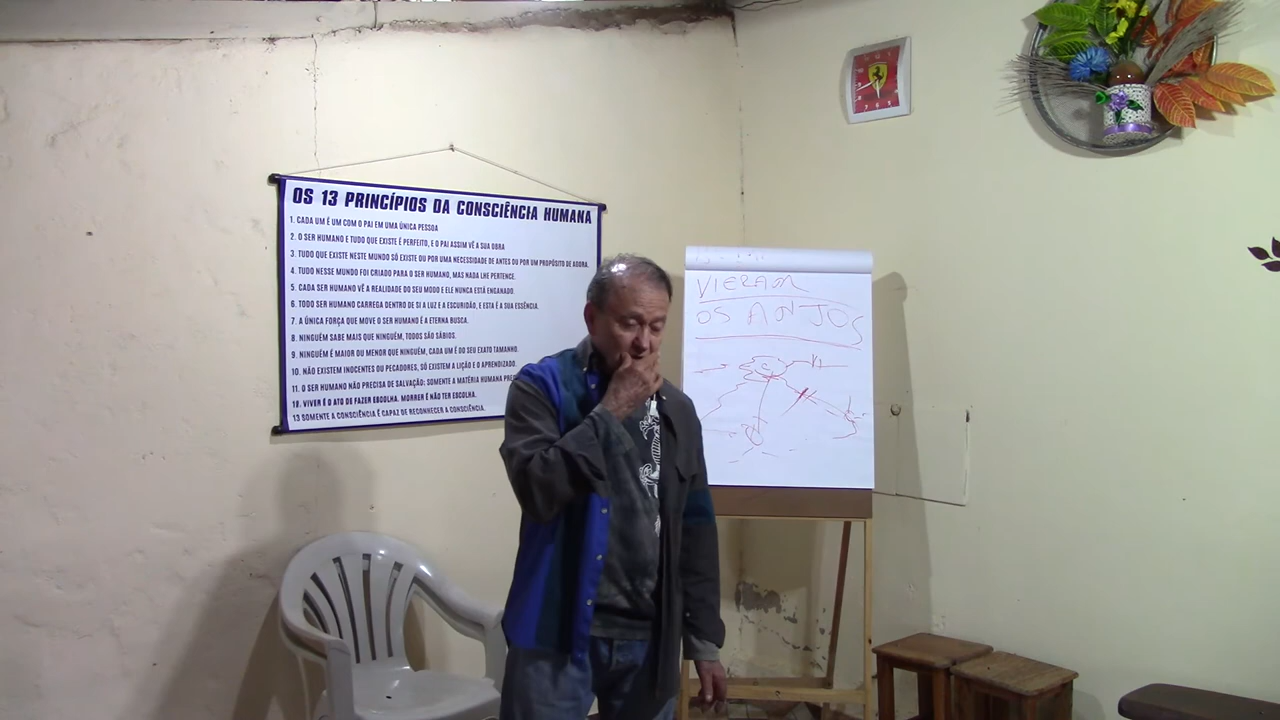 OS 13 PRINCÍPIOS DA CONSCIÊNCIA HUMANA
1. CADA UM É UM COM O PAI EM UMA ÚNICA PESSOA
2. O SER HUMANO E TUDO QUE EXISTE É PERFEITO, E O PAI ASSIM VÊ A SUA OBRA
3. TUDO QUE EXISTE NESTE MUNDO SÓ EXISTE OU POR UMA NECESSIDADE DE ANTES OU POR UM PROPÓSITO DE AGORA.
4. TUDO NESSE MUNDO FOI CRIADO PARA O SER HUMANO, MAS NADA LHE PERTENCE.
5. CADA SER HUMANO VÊ A REALIDADE DO SEU MODO E ELE NUNCA ESTÁ ENGANADO.
6. TODO SER HUMANO CARREGA DENTRO DE SI A LUZ E A ESCURIDÃO, E ESTA É A SUA ESSÊNCIA.
7. A ÚNICA FORÇA QUE MOVE O SER HUMANO É A ETERNA BUSCA.
8. NINGUÉM SABE MAIS QUE NINGUÉM, TODOS SÃO SÁBIOS.
9. NINGUÉM É MAIOR OU MENOR QUE NINGUÉM, CADA UM É DO SEU EXATO TAMANHO.
10. NÃO EXISTEM INOCENTES OU PECADORES, SÓ EXISTEM A LIÇÃO E O APRENDIZADO.
11. O SER HUMANO NÃO PRECISA DE SALVAÇÃO: SOMENTE A MATÉRIA HUMANA
12. VIVER É O ATO DE FAZER ESCOLHA. MORRER É NÃO TER ESCOLHA.
13 SOMENTE A CONSCIÊNCIA É CAPAZ DE RECONHECER A CONSCIÊNCIA.
VIERAM
OS ANJOS